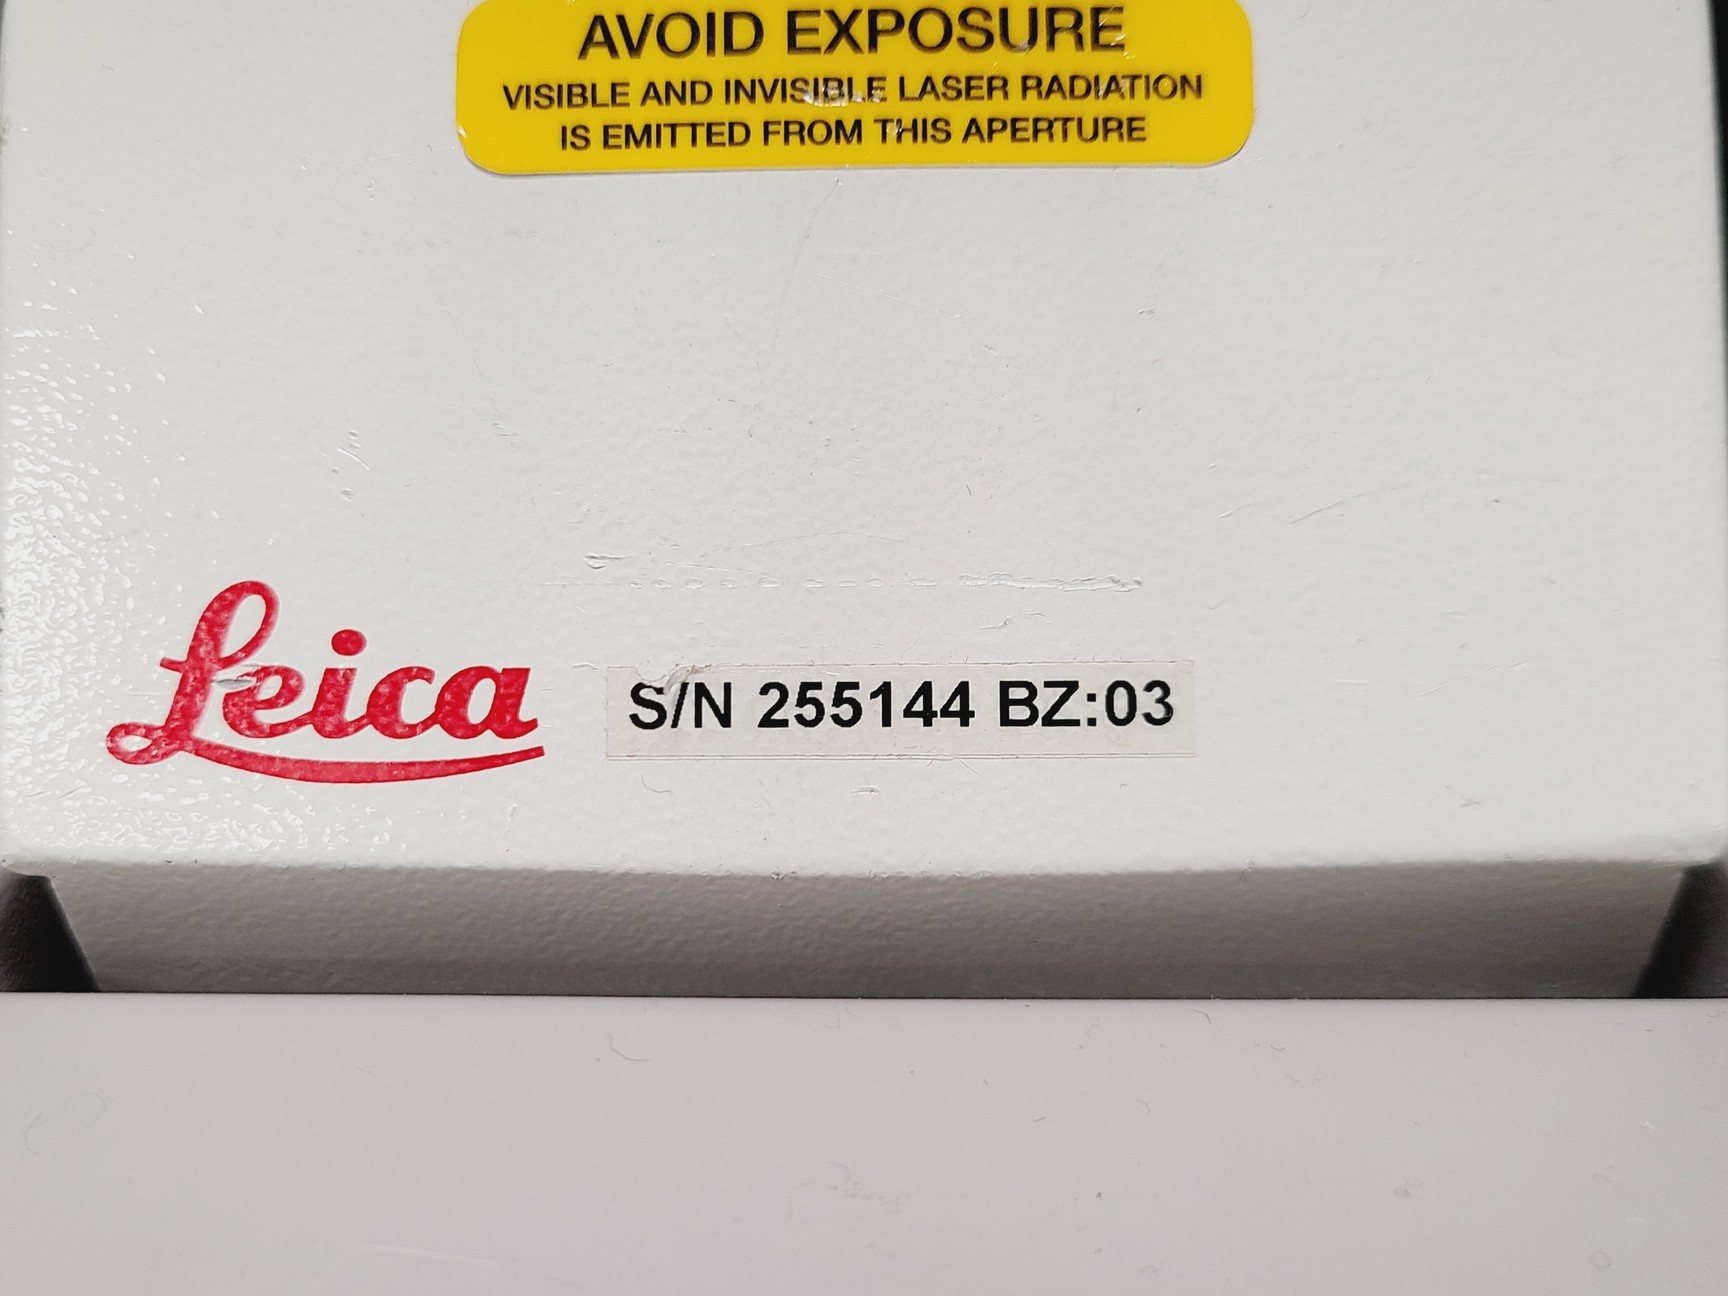 AVOID EXPOSURE
VISIBLE AND INVISIBLE LASER RADIATION
IS EMITTED FROM THIS APERTURE
Leica
S/N 255144 BZ:03